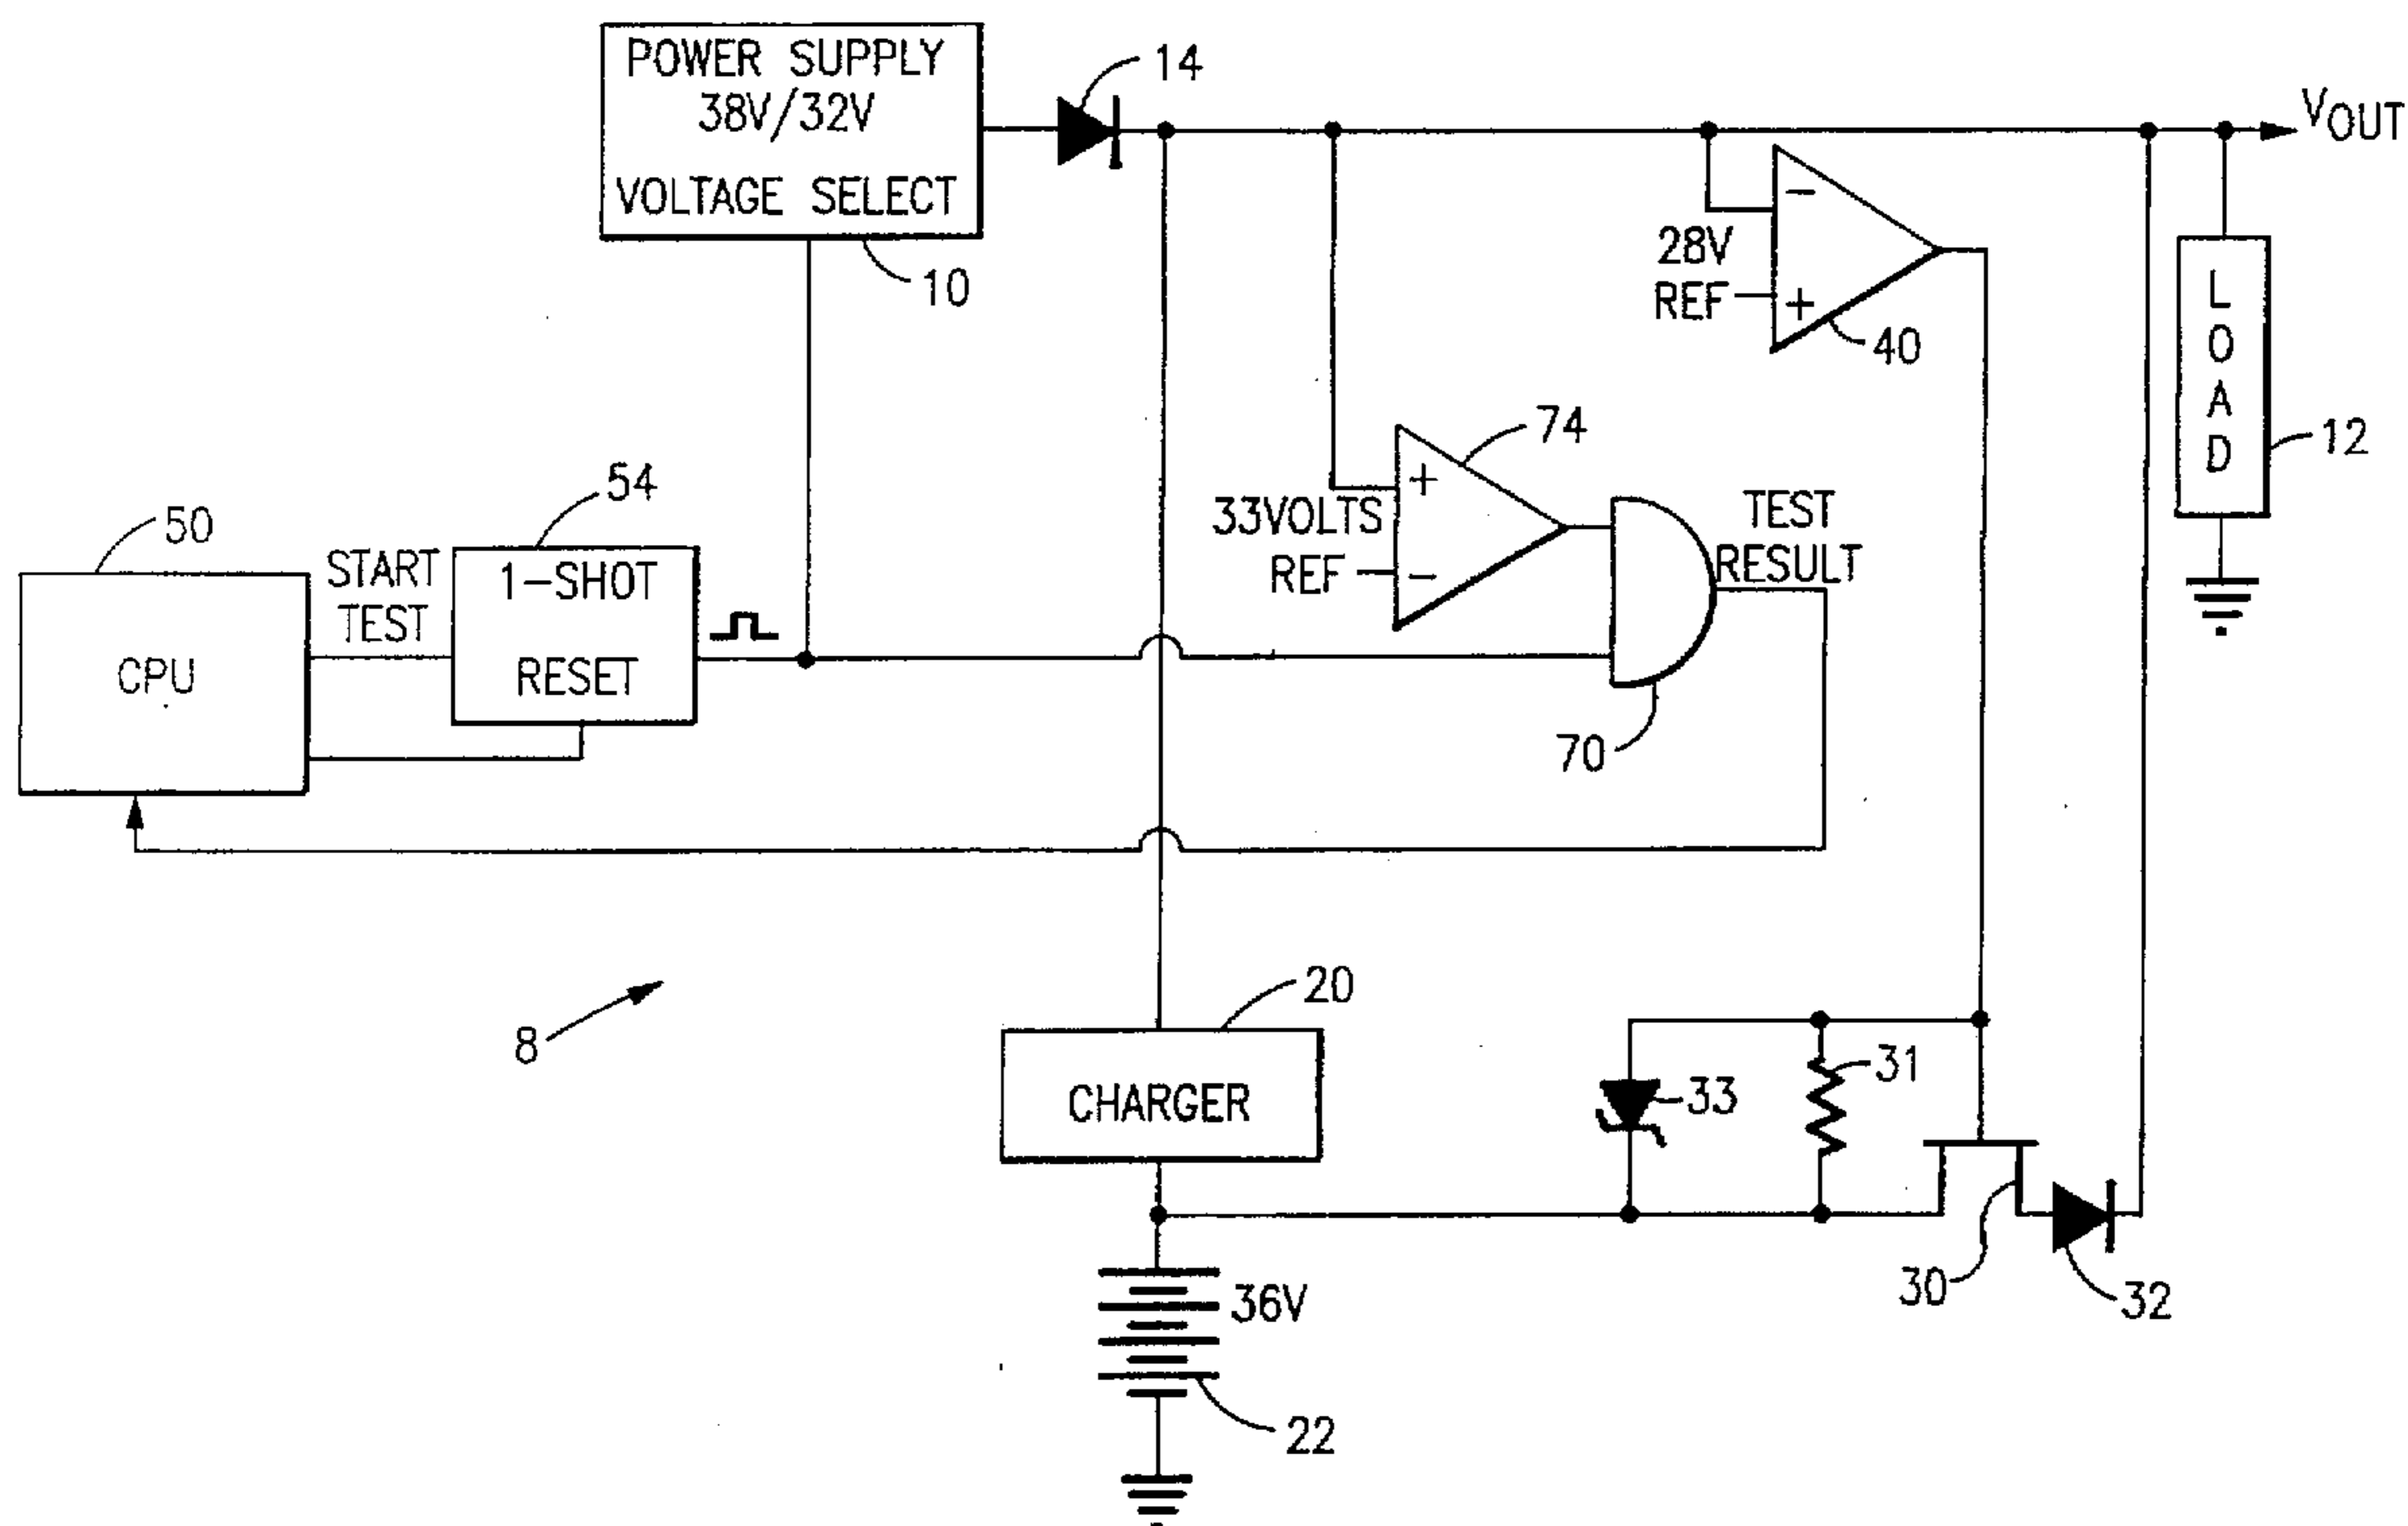 POWER SUPPLY
38V/32V
VOLTAGE SELECT
10
14
VOUT
28V
REF
-
+
40
LOAD
12
74
+
33VOLTS
REF
-
TEST
RESULT
70
50
CPU
START
TEST
54
1-SHOT
RESET
8
20
CHARGER
33
31
30
32
36V
22